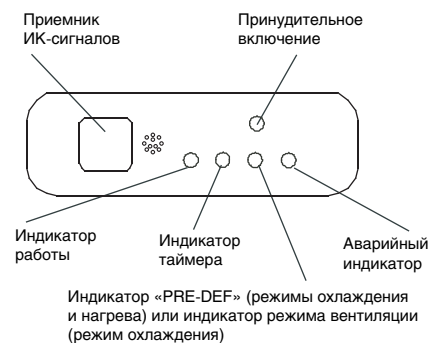 Приемник
ИК-сигналов
Принудительное
включение
Индикатор
работы
Индикатор
таймера
Аварийный
индикатор
Индикатор «PRE-DEF» (режимы охлаждения
и нагрева) или индикатор режима вентиляции
(режим охлаждения)